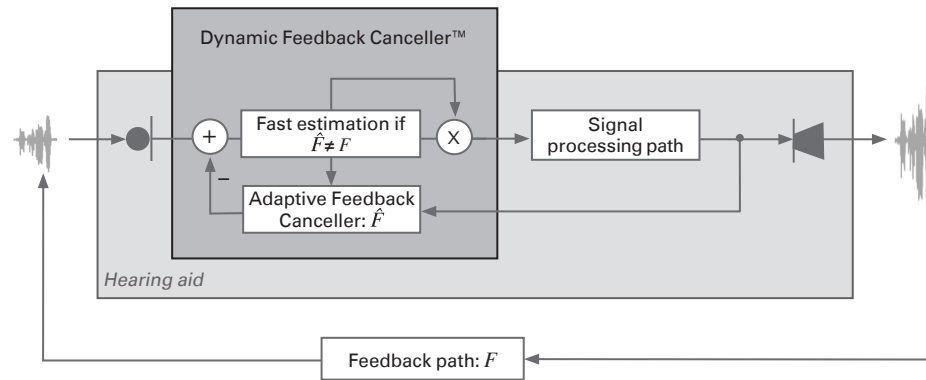 Dynamic Feedback Canceller™
+
Fast estimation if
F̂ ≠ F
X
Signal
processing path
–
Adaptive Feedback
Canceller: F̂
Hearing aid
Feedback path: F